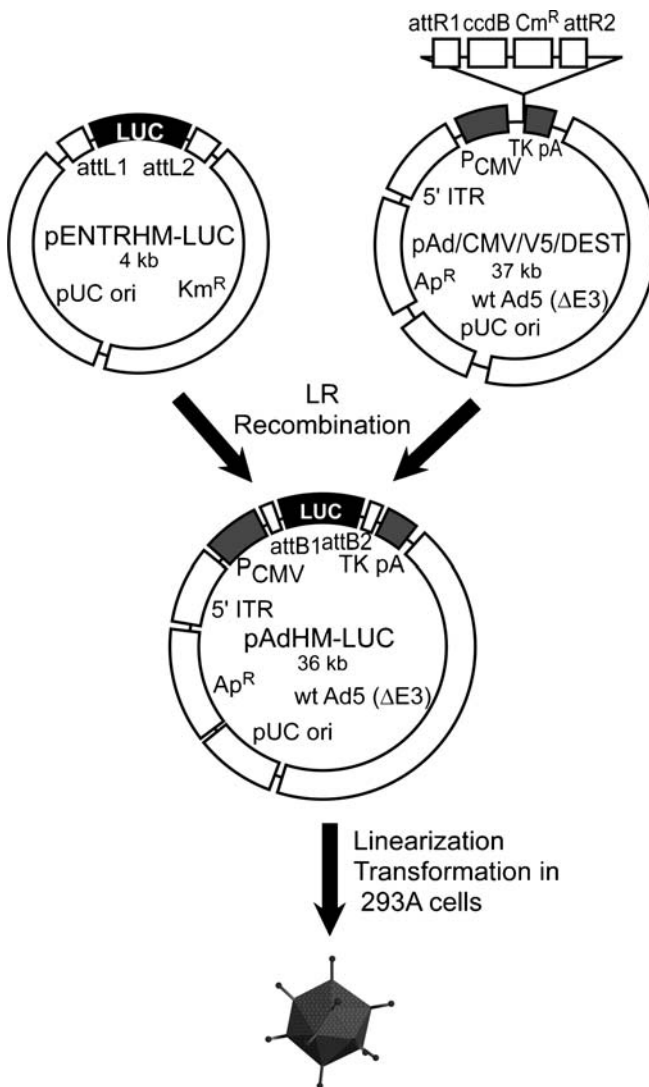 attR1 ccdB Cmᴿ attR2
LUC
attL1 attL2
pENTRHM-LUC
4 kb
pUC ori Kmᴿ
PCMV
TK pA
5' ITR
pAd/CMV/V5/DEST
37 kb
Apᴿ
wt Ad5 (ΔE3)
pUC ori
LR
Recombination
LUC
attB1 attB2
PCMV
TK pA
5' ITR
pAdHM-LUC
36 kb
Apᴿ
wt Ad5 (ΔE3)
pUC ori
Linearization
Transformation in
293A cells